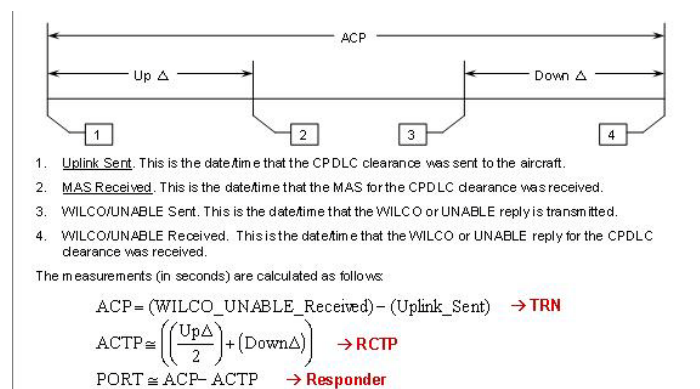 ACP
Up Δ
Down Δ
1
2
3
4
1. Uplink Sent. This is the date/time that the CPDLC clearance was sent to the aircraft.
2. MAS Received. This is the date/time that the MAS for the CPDLC clearance was received.
3. WILCO/UNABLE Sent. This is the date/time that the WILCO or UNABLE reply is transmitted.
4. WILCO/UNABLE Received. This is the date/time that the WILCO or UNABLE reply for the CPDLC
clearance was received.
The measurements (in seconds) are calculated as follows:
ACP = (WILCO_UNABLE_Received) – (Uplink_Sent) → TRN
ACTP ≅ ((UpΔ/2) + (DownΔ)) → RCTP
PORT ≅ ACP – ACTP → Responder